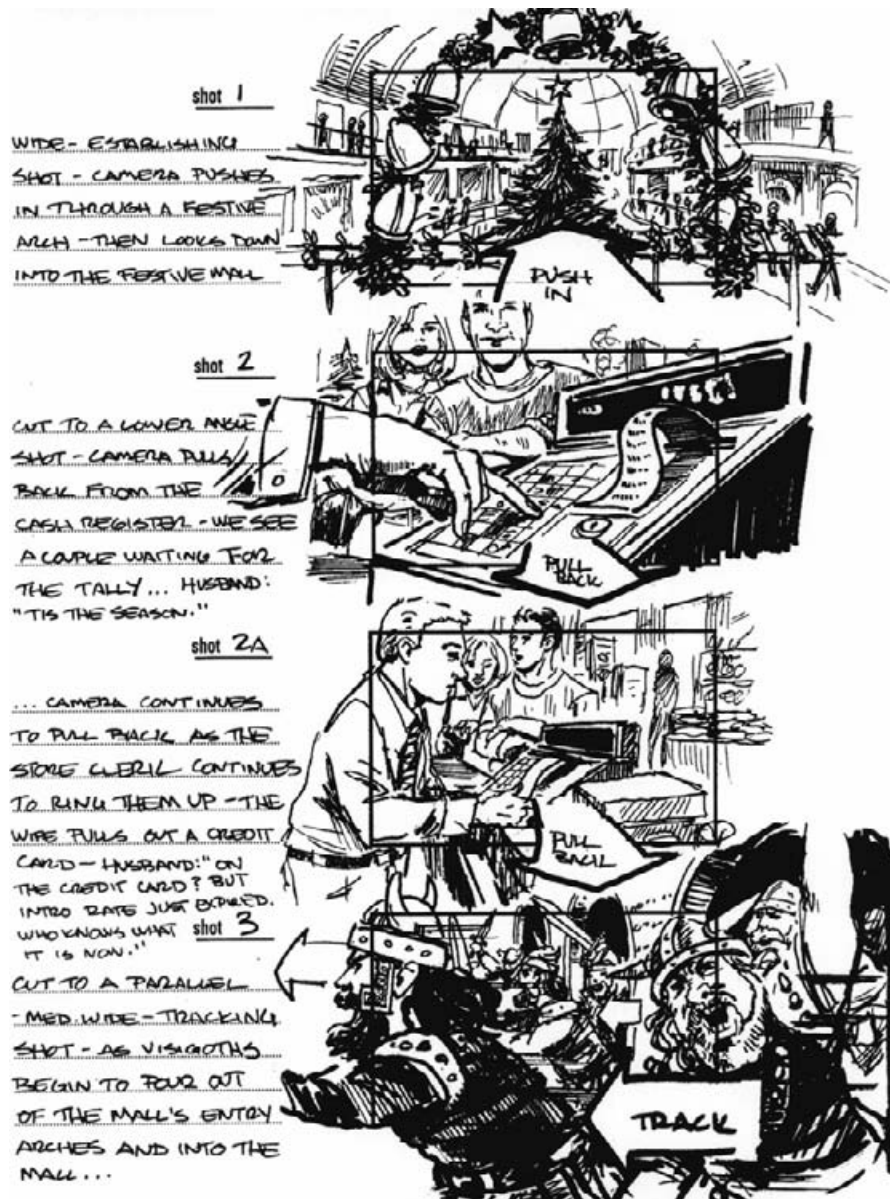 shot 1
WIDE - ESTABLISHING
SHOT - CAMERA PUSHES
IN THROUGH A FESTIVE
ARCH - THEN LOOKS DOWN
INTO THE FESTIVE MALL
PUSH
IN
shot 2
CUT TO A LOWER ANGLE
SHOT - CAMERA PULLS
BACK FROM THE
CASH REGISTER - WE SEE
A COUPLE WAITING FOR
THE TALLY... HUSBAND:
"TIS THE SEASON."
PULL
BACK
shot 2A
... CAMERA CONTINUES
TO PULL BACK AS THE
STORE CLERK CONTINUES
TO RING THEM UP - THE
WIFE PULLS OUT A CREDIT
CARD - HUSBAND: "ON
THE CREDIT CARD? BUT
INTRO RATE JUST EXPIRED.
WHO KNOWS WHAT
IT IS NOW."
PULL
BACK
shot 3
CUT TO A PARALLEL
- MED. WIDE - TRACKING
SHOT - AS VISIGOTHS
BEGIN TO POUR OUT
OF THE MALL'S ENTRY
ARCHES AND INTO THE
MALL...
TRACK